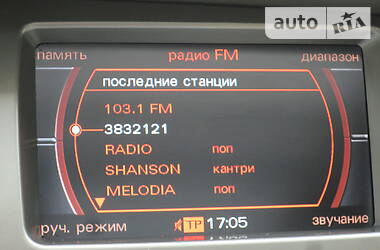 auto RIA
память радио FM диапазон
последние станции
103.1 FM
3832121
RADIO поп
SHANSON кантри
MELODIA поп
руч. режим TP 17:05 звучание